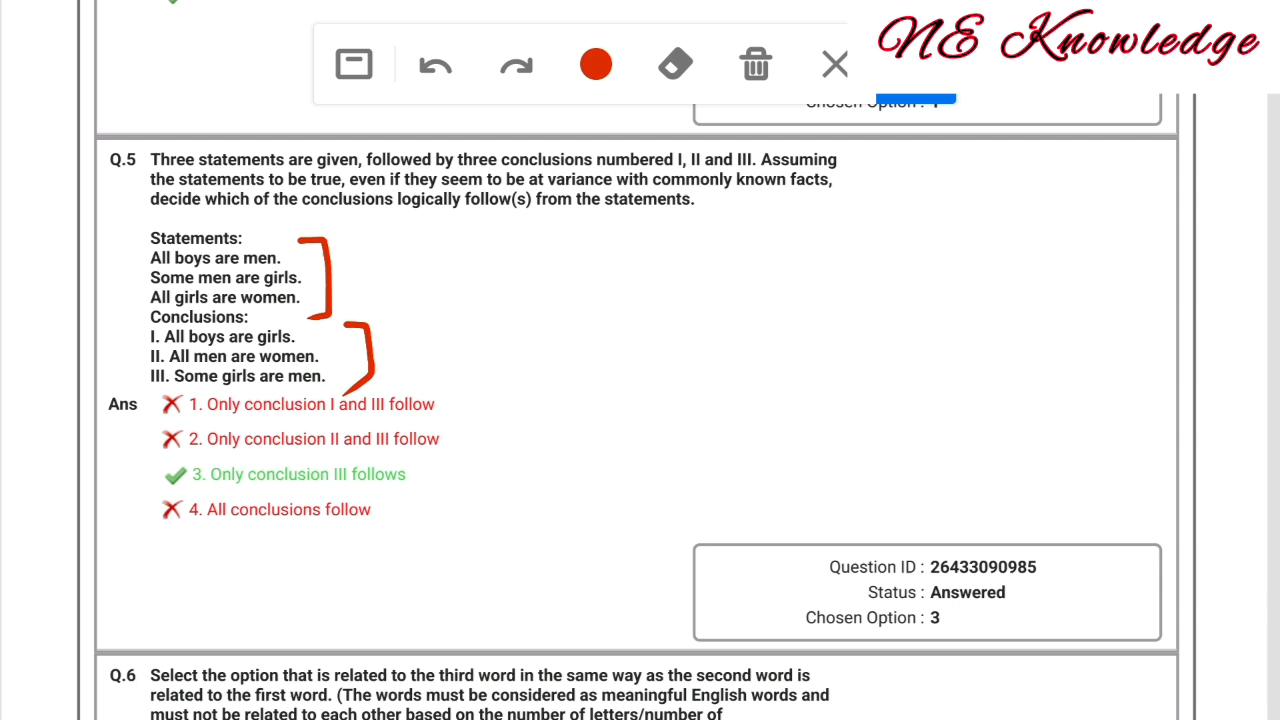 NE Knowledge
Chosen Option : 1
Q.5 Three statements are given, followed by three conclusions numbered I, II and III. Assuming
the statements to be true, even if they seem to be at variance with commonly known facts,
decide which of the conclusions logically follow(s) from the statements.
Statements:
All boys are men.
Some men are girls.
All girls are women.
Conclusions:
I. All boys are girls.
II. All men are women.
III. Some girls are men.
Ans 1. Only conclusion I and III follow
2. Only conclusion II and III follow
3. Only conclusion III follows
4. All conclusions follow
Question ID : 26433090985
Status : Answered
Chosen Option : 3
Q.6 Select the option that is related to the third word in the same way as the second word is
related to the first word. (The words must be considered as meaningful English words and
must not be related to each other based on the number of letters/number of